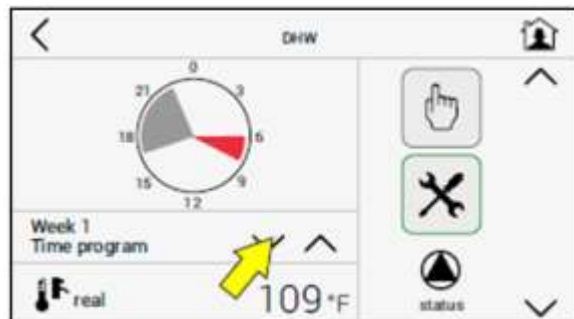 DHW
0
21 3
18 6
15 9
12
Week 1
Time program
real 109 °F
status